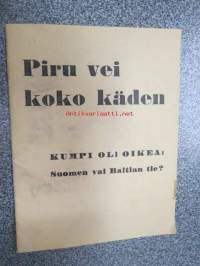 Piru vei
koko käden
KUMPI OLI OIKEA:
Suomen vai Baltian tie?
antikvariaatti.net